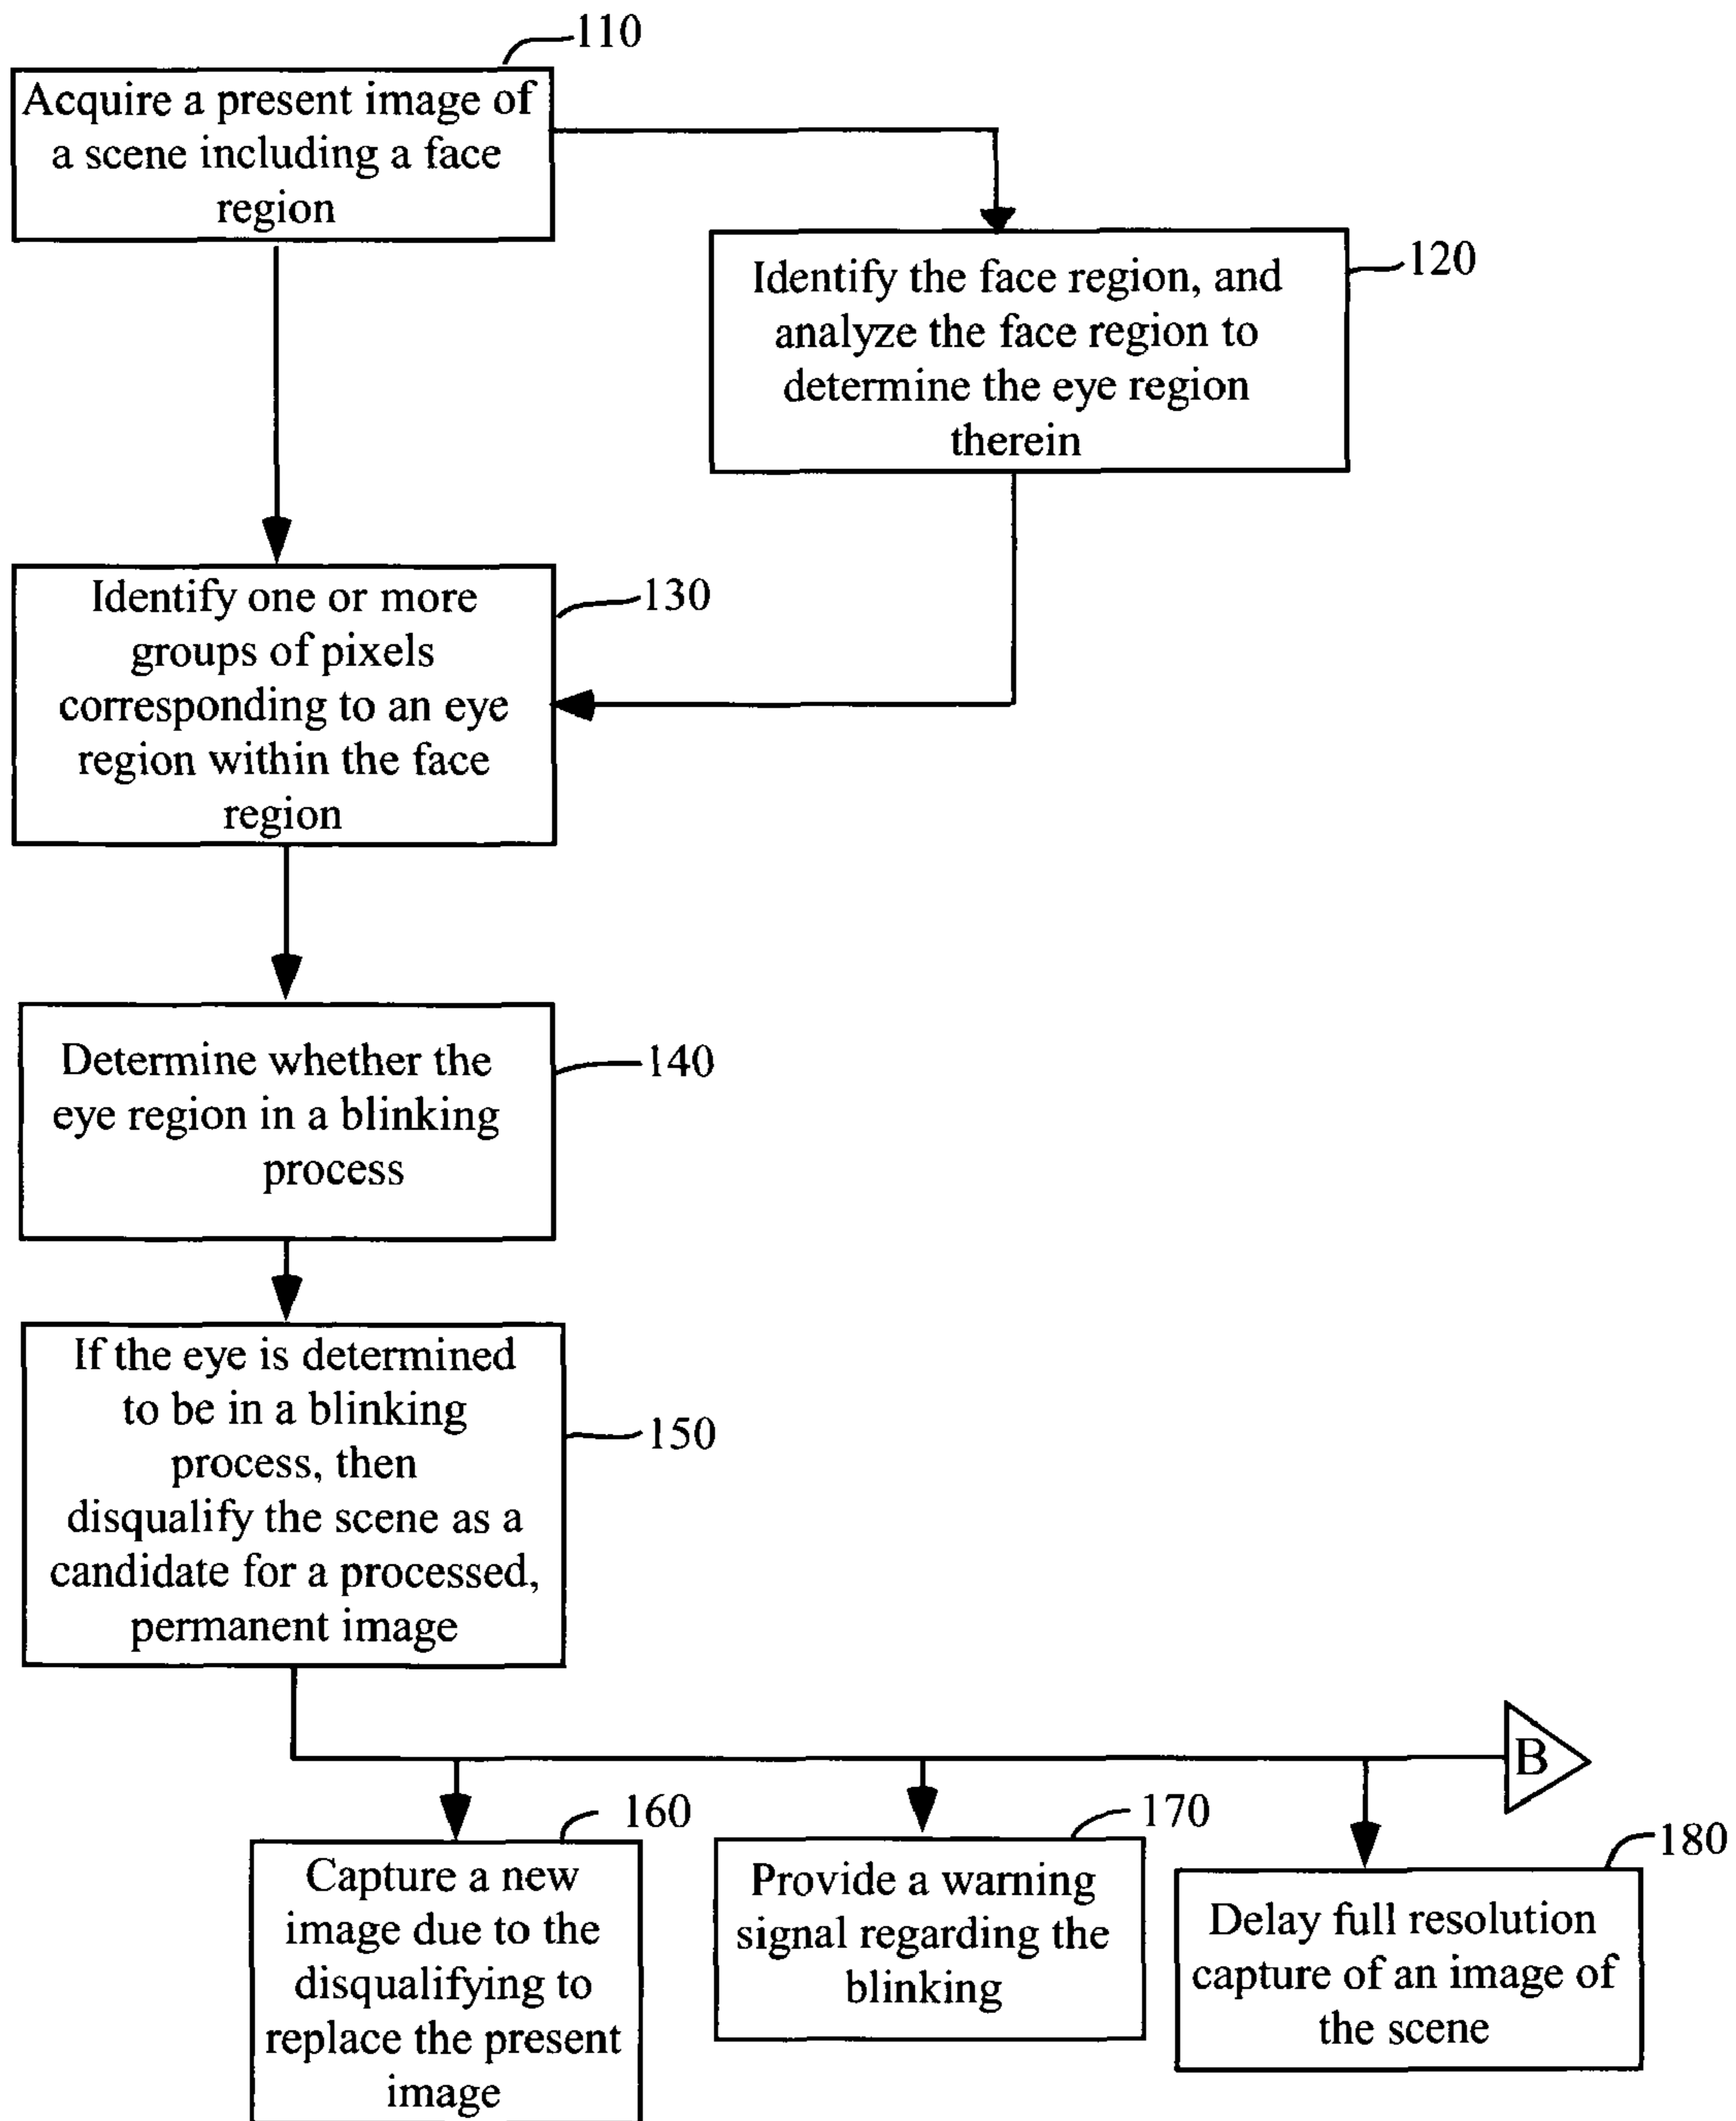 110
Acquire a present image of
a scene including a face
region
120
Identify the face region, and
analyze the face region to
determine the eye region
therein
130
Identify one or more
groups of pixels
corresponding to an eye
region within the face
region
140
Determine whether the
eye region in a blinking
process
150
If the eye is determined
to be in a blinking
process, then
disqualify the scene as a
candidate for a processed,
permanent image
B
160
Capture a new
image due to the
disqualifying to
replace the present
image
170
Provide a warning
signal regarding the
blinking
180
Delay full resolution
capture of an image of
the scene